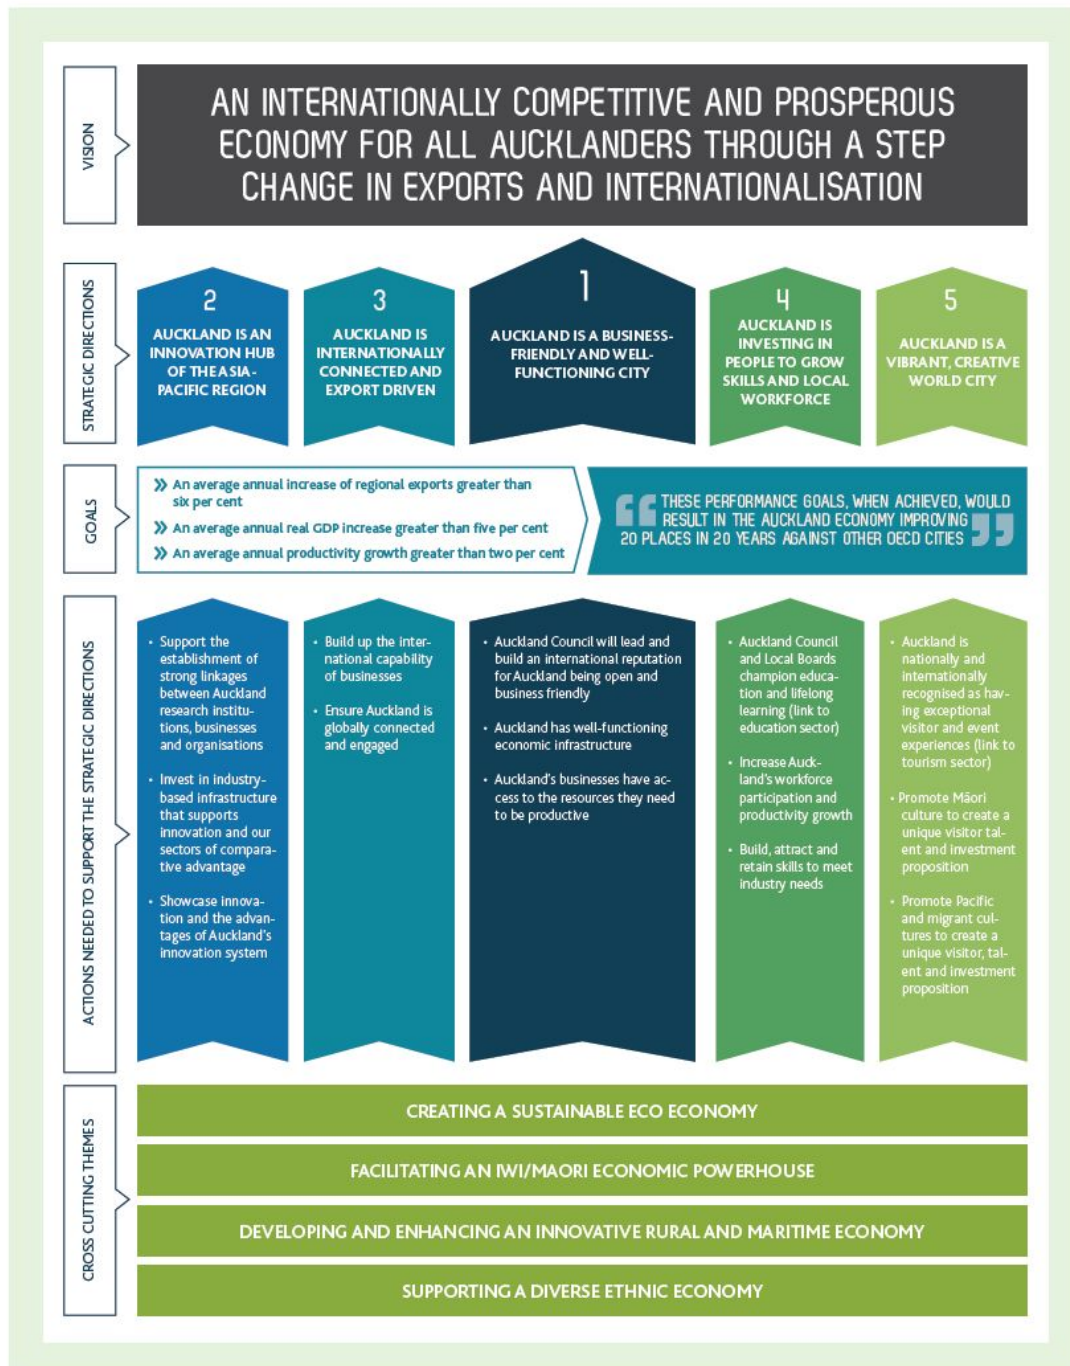 VISION
AN INTERNATIONALLY COMPETITIVE AND PROSPEROUS
ECONOMY FOR ALL AUCKLANDERS THROUGH A STEP
CHANGE IN EXPORTS AND INTERNATIONALISATION
STRATEGIC DIRECTIONS
2
AUCKLAND IS AN
INNOVATION HUB
OF THE ASIA-
PACIFIC REGION
3
AUCKLAND IS
INTERNATIONALLY
CONNECTED AND
EXPORT DRIVEN
1
AUCKLAND IS A BUSINESS-
FRIENDLY AND WELL-
FUNCTIONING CITY
4
AUCKLAND IS
INVESTING IN
PEOPLE TO GROW
SKILLS AND LOCAL
WORKFORCE
5
AUCKLAND IS A
VIBRANT, CREATIVE
WORLD CITY
GOALS
» An average annual increase of regional exports greater than
six per cent
» An average annual real GDP increase greater than five per cent
» An average annual productivity growth greater than two per cent
“ THESE PERFORMANCE GOALS, WHEN ACHIEVED, WOULD
RESULT IN THE AUCKLAND ECONOMY IMPROVING
20 PLACES IN 20 YEARS AGAINST OTHER OECD CITIES ”
ACTIONS NEEDED TO SUPPORT THE STRATEGIC DIRECTIONS
• Support the
establishment of
strong linkages
between Auckland
research institu-
tions, businesses
and organisations
• Invest in industry-
based infrastructure
that supports
innovation and our
sectors of compara-
tive advantage
• Showcase innova-
tion and the advan-
tages of Auckland's
innovation system
• Build up the inter-
national capability
of businesses
• Ensure Auckland is
globally connected
and engaged
• Auckland Council will lead and
build an international reputation
for Auckland being open and
business friendly
• Auckland has well-functioning
economic infrastructure
• Auckland's businesses have ac-
cess to the resources they need
to be productive
• Auckland Council
and Local Boards
champion educa-
tion and lifelong
learning (link to
education sector)
• Increase Auck-
land's workforce
participation and
productivity growth
• Build, attract and
retain skills to meet
industry needs
• Auckland is
nationally and
internationally
recognised as hav-
ing exceptional
visitor and event
experiences (link to
tourism sector)
• Promote Māori
culture to create a
unique visitor tal-
ent and investment
proposition
• Promote Pacific
and migrant cul-
tures to create a
unique visitor, tal-
ent and investment
proposition
CROSS CUTTING THEMES
CREATING A SUSTAINABLE ECO ECONOMY
FACILITATING AN IWI/MAORI ECONOMIC POWERHOUSE
DEVELOPING AND ENHANCING AN INNOVATIVE RURAL AND MARITIME ECONOMY
SUPPORTING A DIVERSE ETHNIC ECONOMY